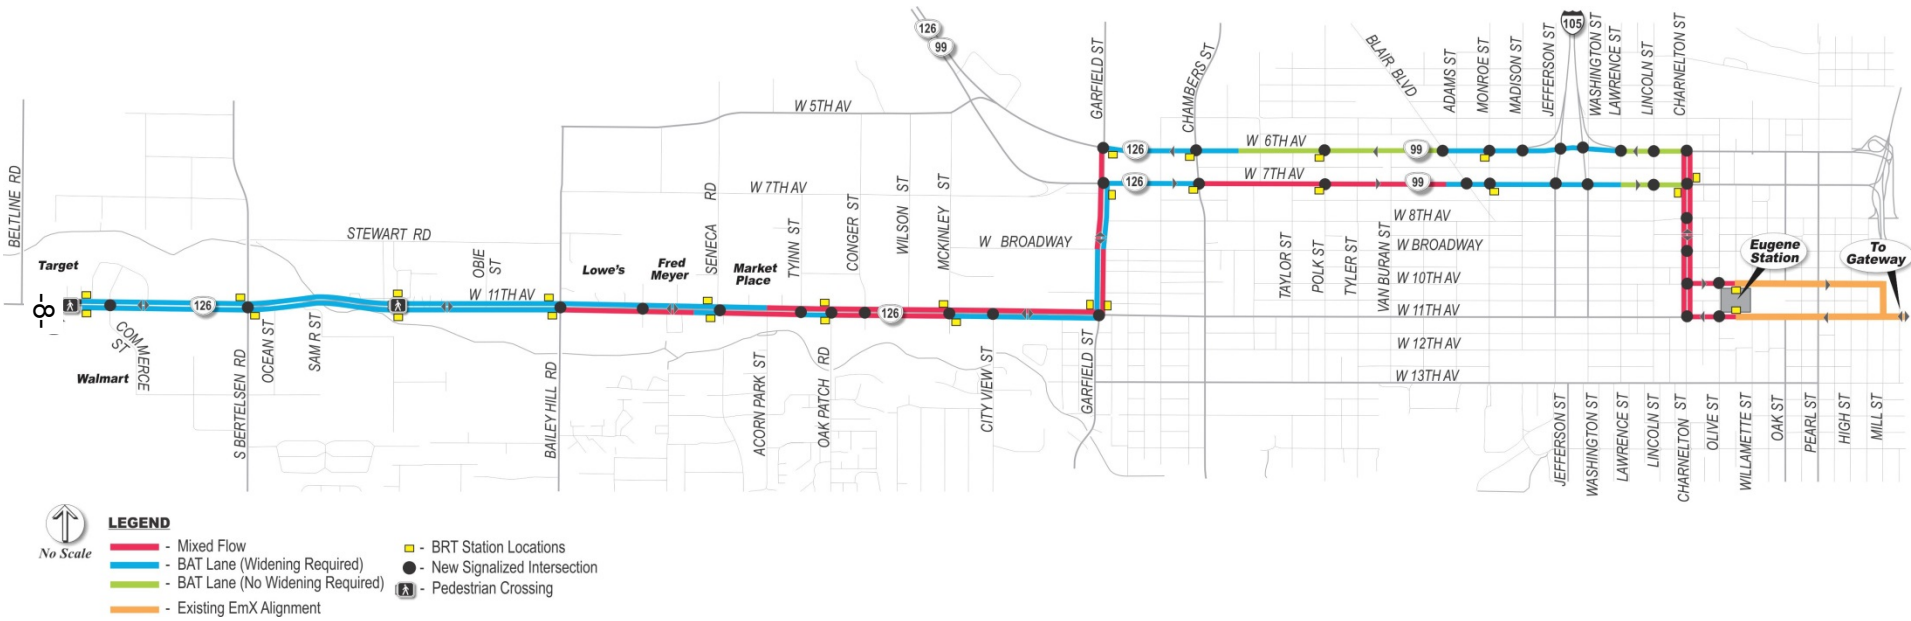 126
99
105
BELTLINE RD
GARFIELD ST
CHAMBERS ST
BLAIR BLVD
ADAMS ST
MONROE ST
MADISON ST
JEFFERSON ST
WASHINGTON ST
LAWRENCE ST
LINCOLN ST
CHARNELTON ST
W 5TH AV
126
W 6TH AV
99
126
W 7TH AV
99
W 7TH AV
STEWART RD
OBIE ST
SENECA RD
TYINN ST
CONGER ST
WILSON ST
MCKINLEY ST
W BROADWAY
TAYLOR ST
POLK ST
TYLER ST
VAN BURAN ST
W 8TH AV
W BROADWAY
W 10TH AV
W 11TH AV
W 12TH AV
W 13TH AV
Eugene
Station
To
Gateway
Target
Lowe's
Fred
Meyer
Market
Place
W 11TH AV
126
126
-8-
COMMERCE ST
Walmart
S BERTELSEN RD
OCEAN ST
SAM R ST
BAILEY HILL RD
ACORN PARK ST
OAK PATCH RD
CITY VIEW ST
GARFIELD ST
JEFFERSON ST
WASHINGTON ST
LAWRENCE ST
LINCOLN ST
CHARNELTON ST
OLIVE ST
WILLAMETTE ST
OAK ST
PEARL ST
HIGH ST
MILL ST
No Scale
LEGEND
- Mixed Flow
- BAT Lane (Widening Required)
- BAT Lane (No Widening Required)
- Existing EmX Alignment
- BRT Station Locations
- New Signalized Intersection
- Pedestrian Crossing